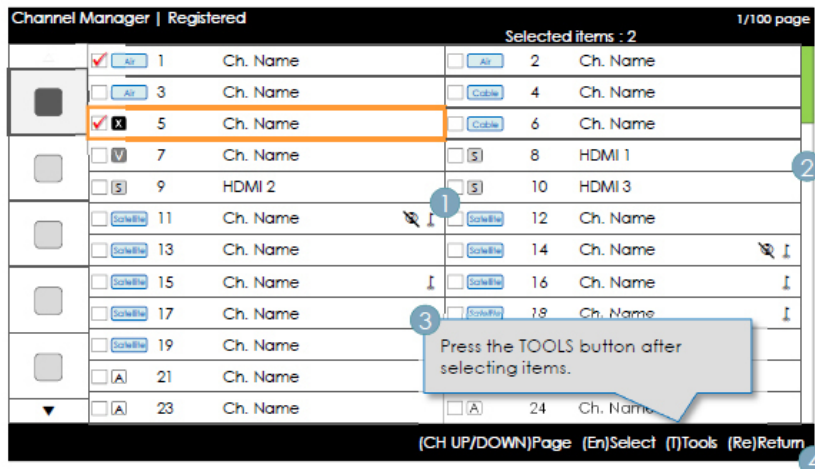 Channel Manager | Registered
1/100 page
Selected items : 2
Air 1 Ch. Name Air 2 Ch. Name
Air 3 Ch. Name Cable 4 Ch. Name
X 5 Ch. Name Cable 6 Ch. Name
V 7 Ch. Name S 8 HDMI 1
2
S 9 HDMI 2 S 10 HDMI 3
1
Satellite 11 Ch. Name Satellite 12 Ch. Name
Satellite 13 Ch. Name Satellite 14 Ch. Name
Satellite 15 Ch. Name Satellite 16 Ch. Name
Satellite 17 Ch. Name Satellite 18 Ch. Name
3
Satellite 19 Ch. Name
Press the TOOLS button after
selecting items.
A 21 Ch. Name
A 23 Ch. Name A 24 Ch. Name
(CH UP/DOWN)Page (En)Select (T)Tools (Re)Return
4